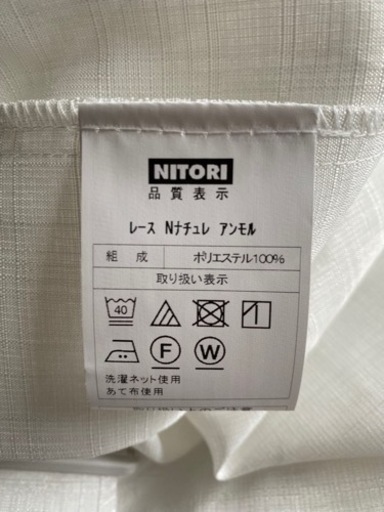 NITORI
品質表示
レース Nナチュレ アンモル
組成 ポリエステル100%
取り扱い表示
40
F W
洗濯ネット使用
あて布使用